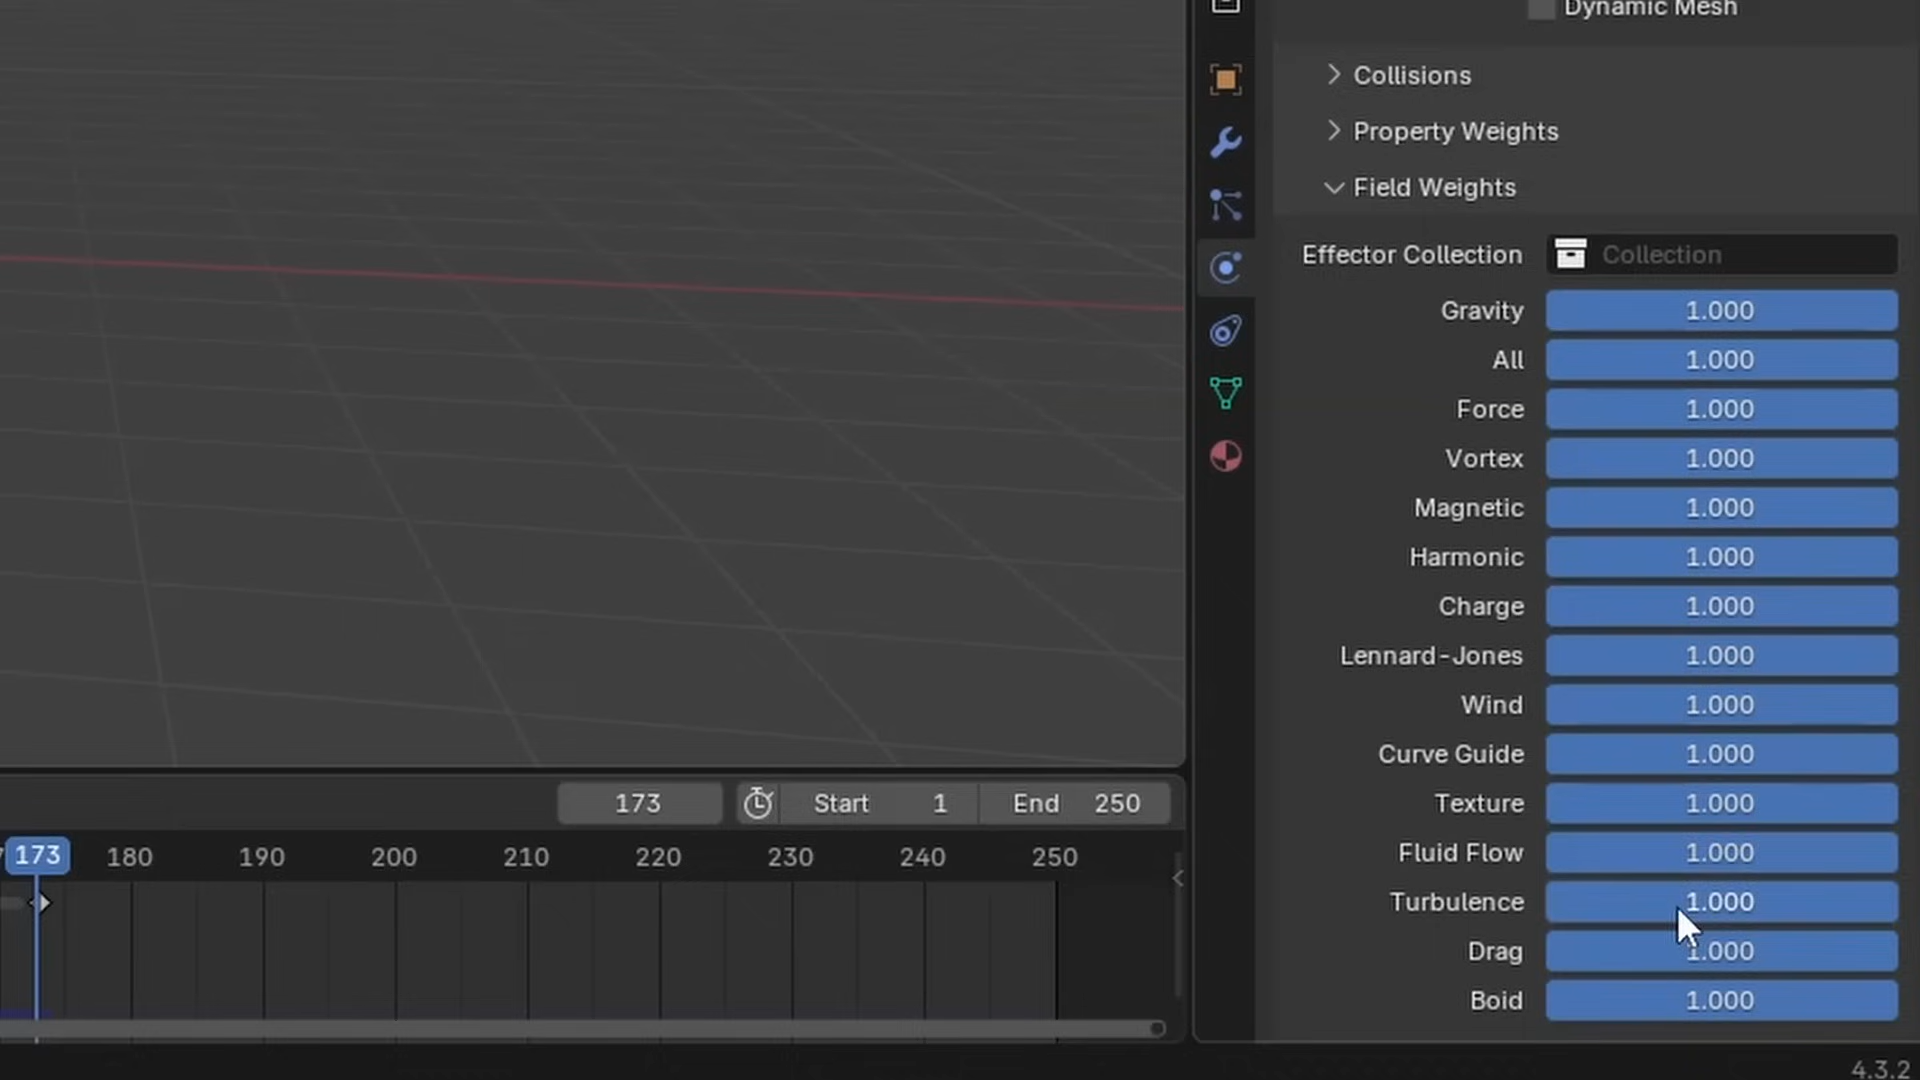 Dynamic Mesh
Collisions
Property Weights
Field Weights
Effector Collection Collection
Gravity 1.000
All 1.000
Force 1.000
Vortex 1.000
Magnetic 1.000
Harmonic 1.000
Charge 1.000
Lennard-Jones 1.000
Wind 1.000
Curve Guide 1.000
Texture 1.000
Fluid Flow 1.000
Turbulence 1.000
Drag 1.000
Boid 1.000
173 Start 1 End 250
173 180 190 200 210 220 230 240 250
4.3.2